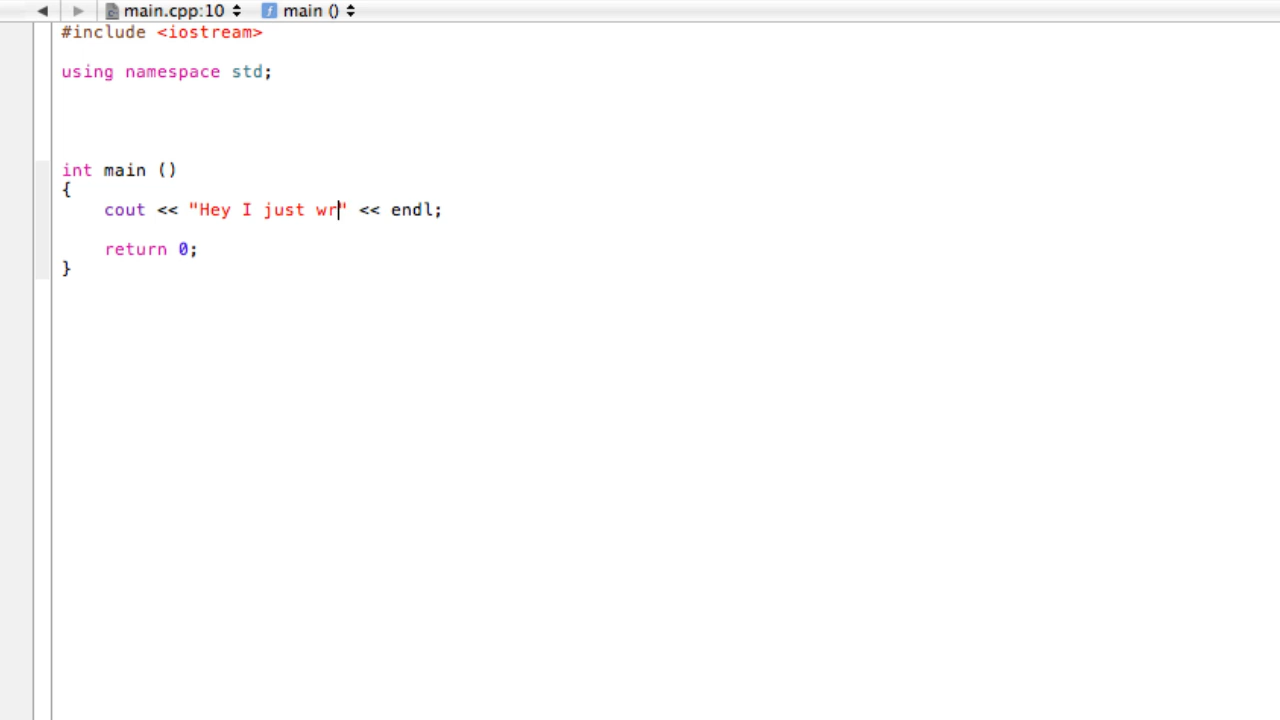 main.cpp:10 main ()
#include <iostream>
using namespace std;
int main ()
{
cout << "Hey I just wr" << endl;
return 0;
}